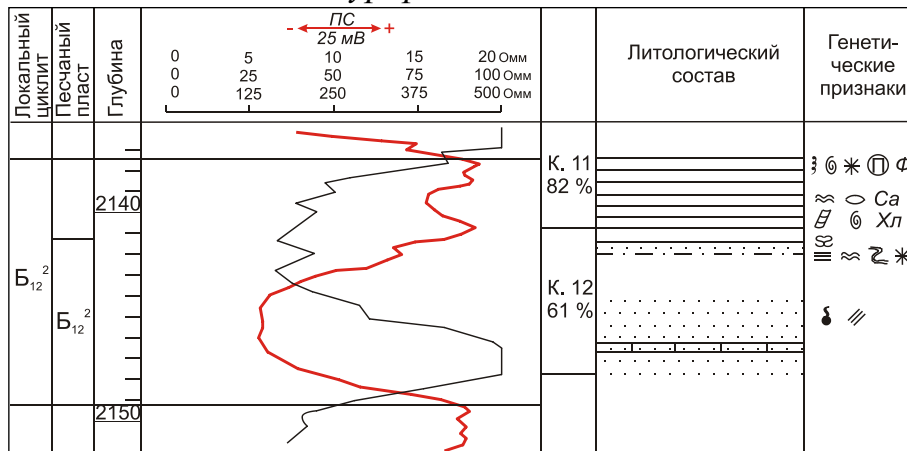 Локальный циклит
Песчаный пласт
Глубина
- ПС +
25 мВ
0 5 10 15 20 Омм
0 25 50 75 100 Омм
0 125 250 375 500 Омм
Литологический состав
Генети-
ческие
признаки
К. 11
82 %
2140
Са
Хл
Б₁₂²
Б₁₂²
К. 12
61 %
2150